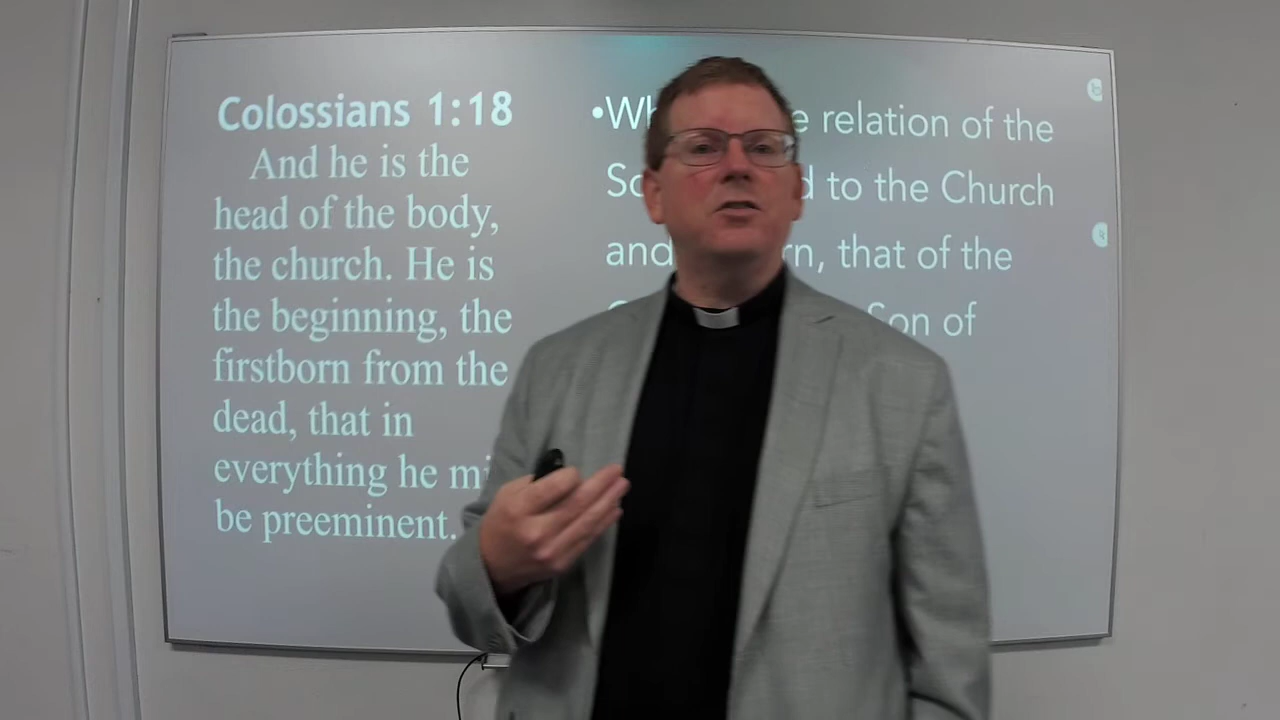 Colossians 1:18
And he is the
head of the body,
the church. He is
the beginning, the
firstborn from the
dead, that in
everything he
be preeminent.
relation of the
to the Church
that of the
Son of